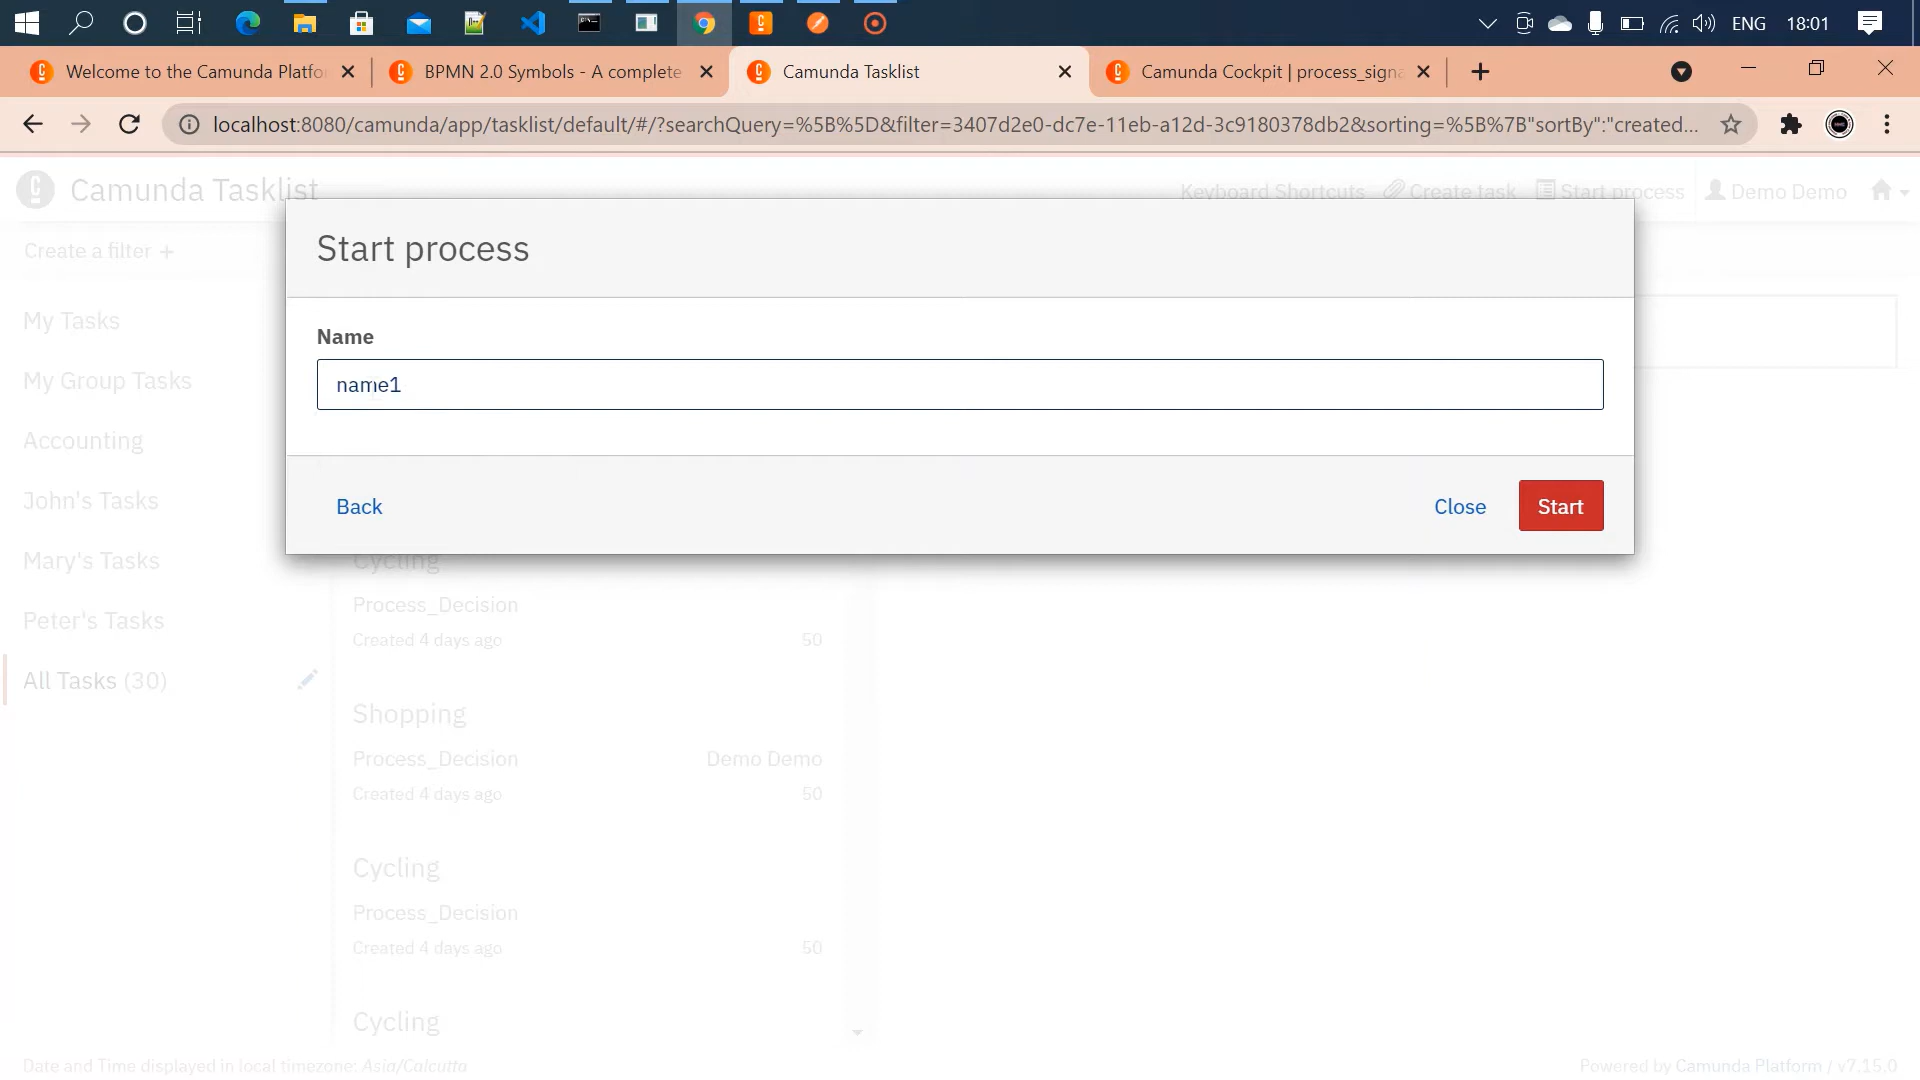 ENG
18:01
Welcome to the Camunda Platfo
BPMN 2.0 Symbols - A complete
Camunda Tasklist
Camunda Cockpit | process_signa
localhost:8080/camunda/app/tasklist/default/#/?searchQuery=%5B%5D&filter=3407d2e0-dc7e-11eb-a12d-3c9180378db2&sorting=%5B%7B"sortBy":"created...
Camunda Tasklist
Keyboard Shortcuts
Create task
Start process
Demo Demo
Create a filter +
My Tasks
My Group Tasks
Accounting
John's Tasks
Mary's Tasks
Peter's Tasks
All Tasks (30)
Start process
Name
name1
Back
Close
Start
Cycling
Process_Decision
Created 4 days ago
50
Shopping
Process_Decision
Demo Demo
Created 4 days ago
50
Cycling
Process_Decision
Created 4 days ago
50
Cycling
Date and Time displayed in local timezone: Asia/Calcutta
Powered by Camunda Platform / v7.15.0